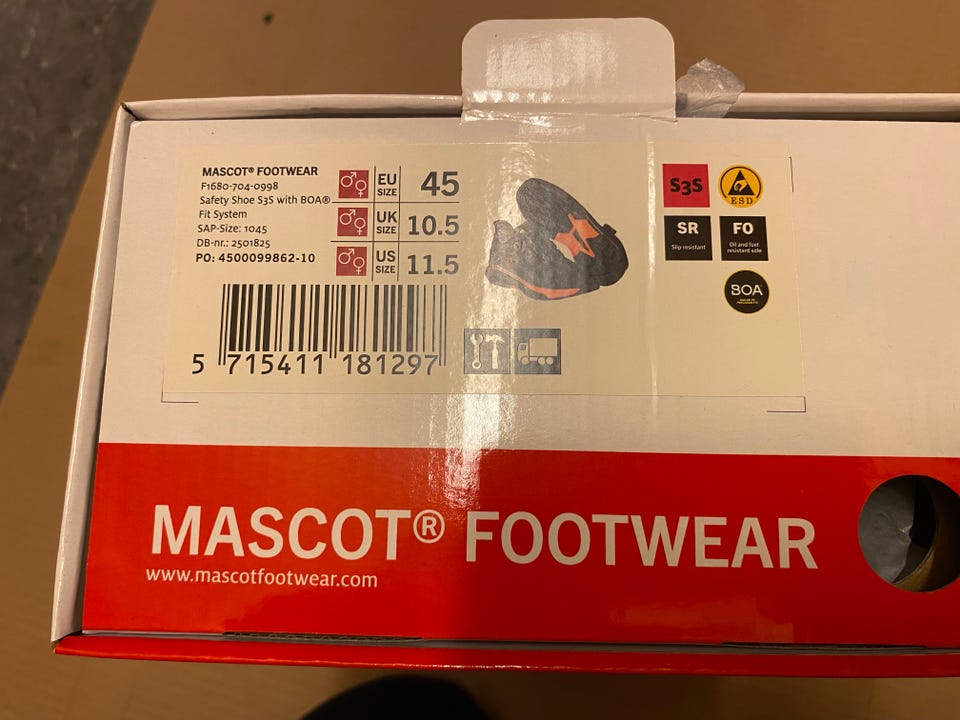 MASCOT® FOOTWEAR
F1680-704-0998
Safety Shoe S3S with BOA®
Fit System
SAP-Size: 1045
DB-nr.: 2501825
PO: 4500099862-10
EU SIZE 45
UK SIZE 10.5
US SIZE 11.5
5 715411 181297
S3S
ESD
SR
Slip resistant
FO
Oil and fuel
resistant sole
BOA
MASCOT® FOOTWEAR
www.mascotfootwear.com